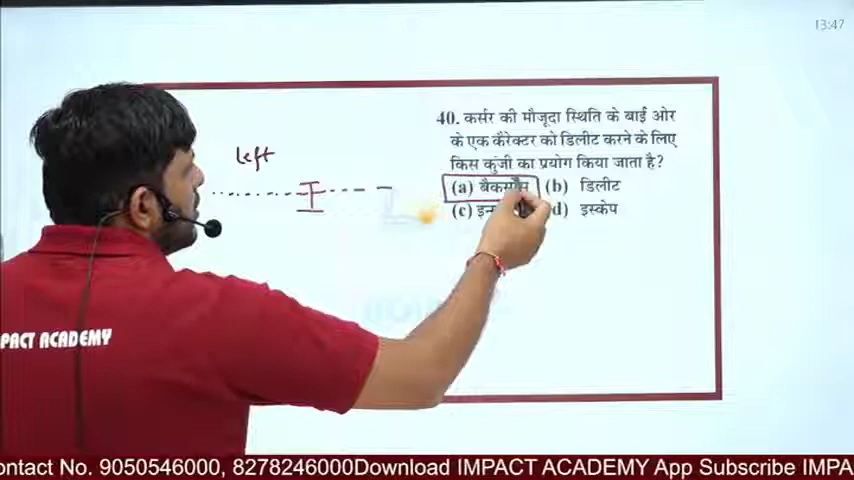 13:47
40. कर्सर की मौजूदा स्थिति के बाईं ओर
के एक कैरेक्टर को डिलीट करने के लिए
किस कुंजी का प्रयोग किया जाता है?
left
(a) (b) डिलीट
(c) d) इस्केप
PACT ACADEMY
ontact No. 9050546000, 8278246000Download IMPACT ACADEMY App Subscribe IMPA